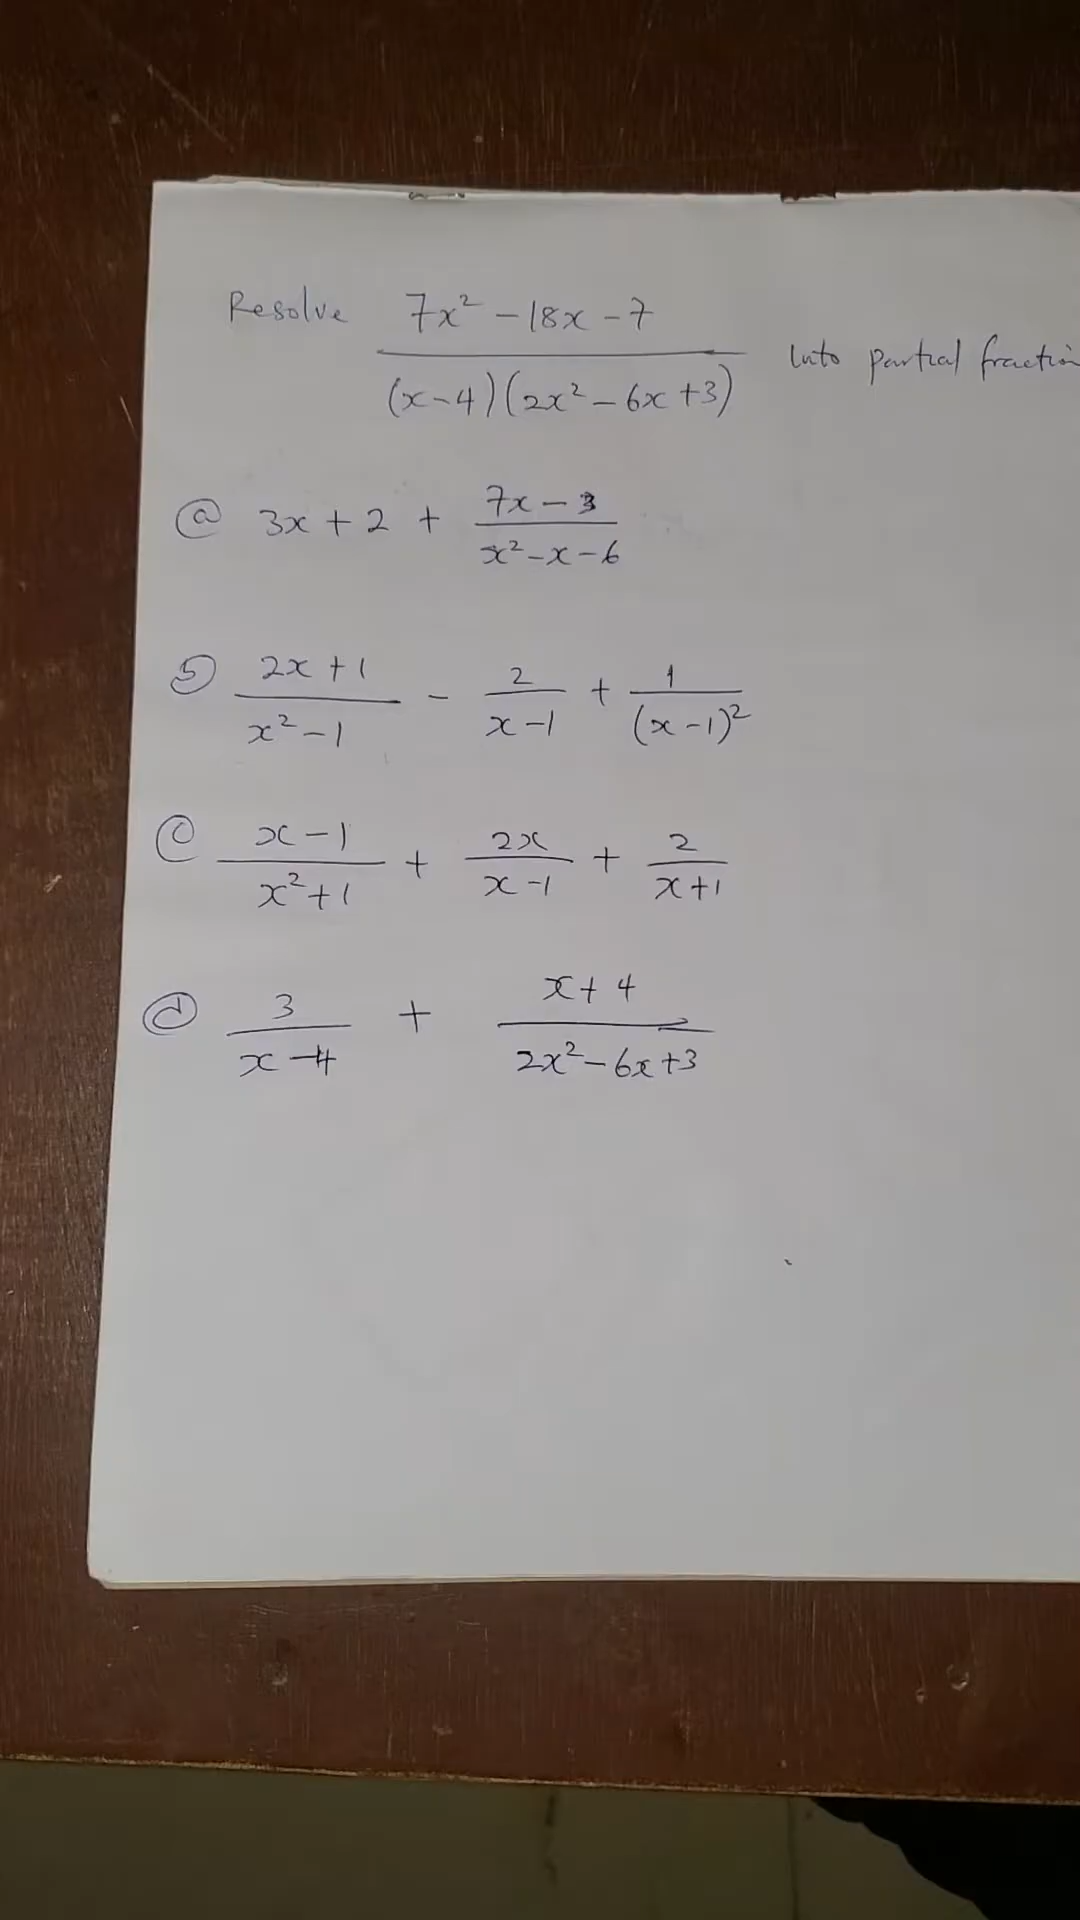 Resolve 7x² - 18x - 7 / (x-4)(2x² - 6x + 3) into partial fraction
(a) 3x + 2 + 7x - 3 / x² - x - 6
(b) 2x + 1 / x² - 1 - 2 / x - 1 + 1 / (x - 1)²
(c) x - 1 / x² + 1 + 2x / x - 1 + 2 / x + 1
(d) 3 / x - 4 + x + 4 / 2x² - 6x + 3